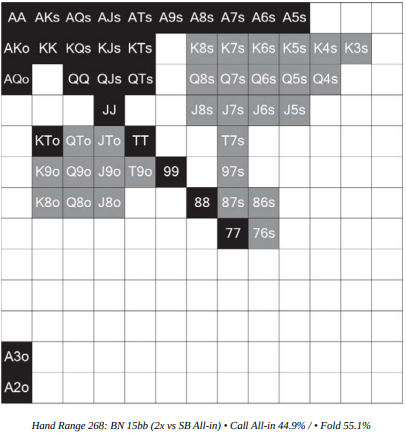 AA AKs AQs AJs ATs A9s A8s A7s A6s A5s
AKo KK KQs KJs KTs K8s K7s K6s K5s K4s K3s
AQo QQ QJs QTs Q8s Q7s Q6s Q5s Q4s
JJ J8s J7s J6s J5s
KTo QTo JTo TT T7s
K9o Q9o J9o T9o 99 97s
K8o Q8o J8o 88 87s 86s
77 76s
A3o
A2o
Hand Range 268: BN 15bb (2x vs SB All-in) • Call All-in 44.9% / • Fold 55.1%